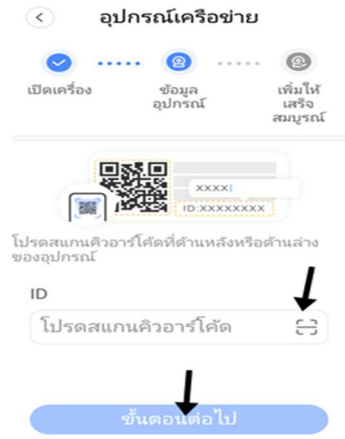 อุปกรณ์เครือข่าย
เปิดเครื่อง
ข้อมูล
อุปกรณ์
เพิ่มให้
เสร็จ
สมบูรณ์
XXXX
ID:XXXXXXXX
โปรดสแกนคิวอาร์โค้ดที่ด้านหลังหรือด้านล่าง
ของอุปกรณ์
ID
โปรดสแกนคิวอาร์โค้ด
ขั้นตอนต่อไป